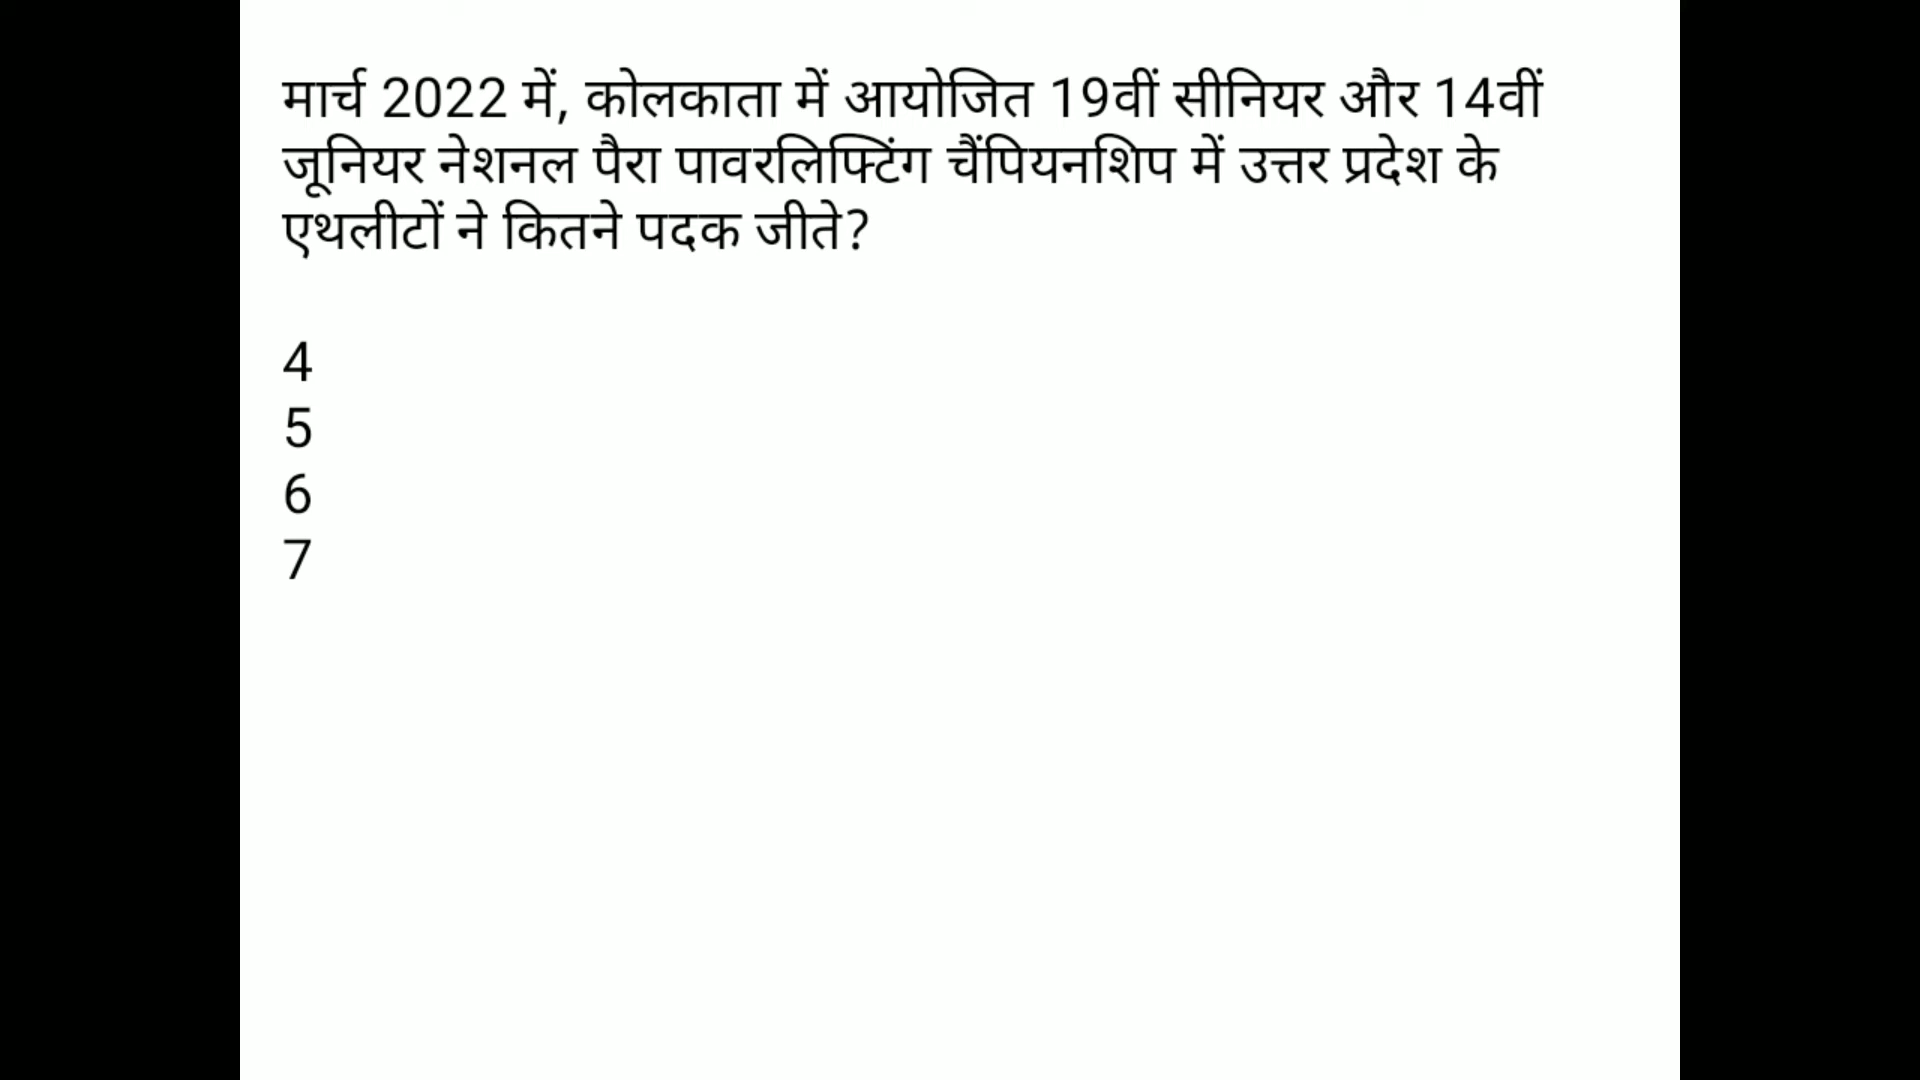 मार्च 2022 में, कोलकाता में आयोजित 19वीं सीनियर और 14वीं
जूनियर नेशनल पैरा पावरलिफ्टिंग चैंपियनशिप में उत्तर प्रदेश के
एथलीटों ने कितने पदक जीते?
4
5
6
7